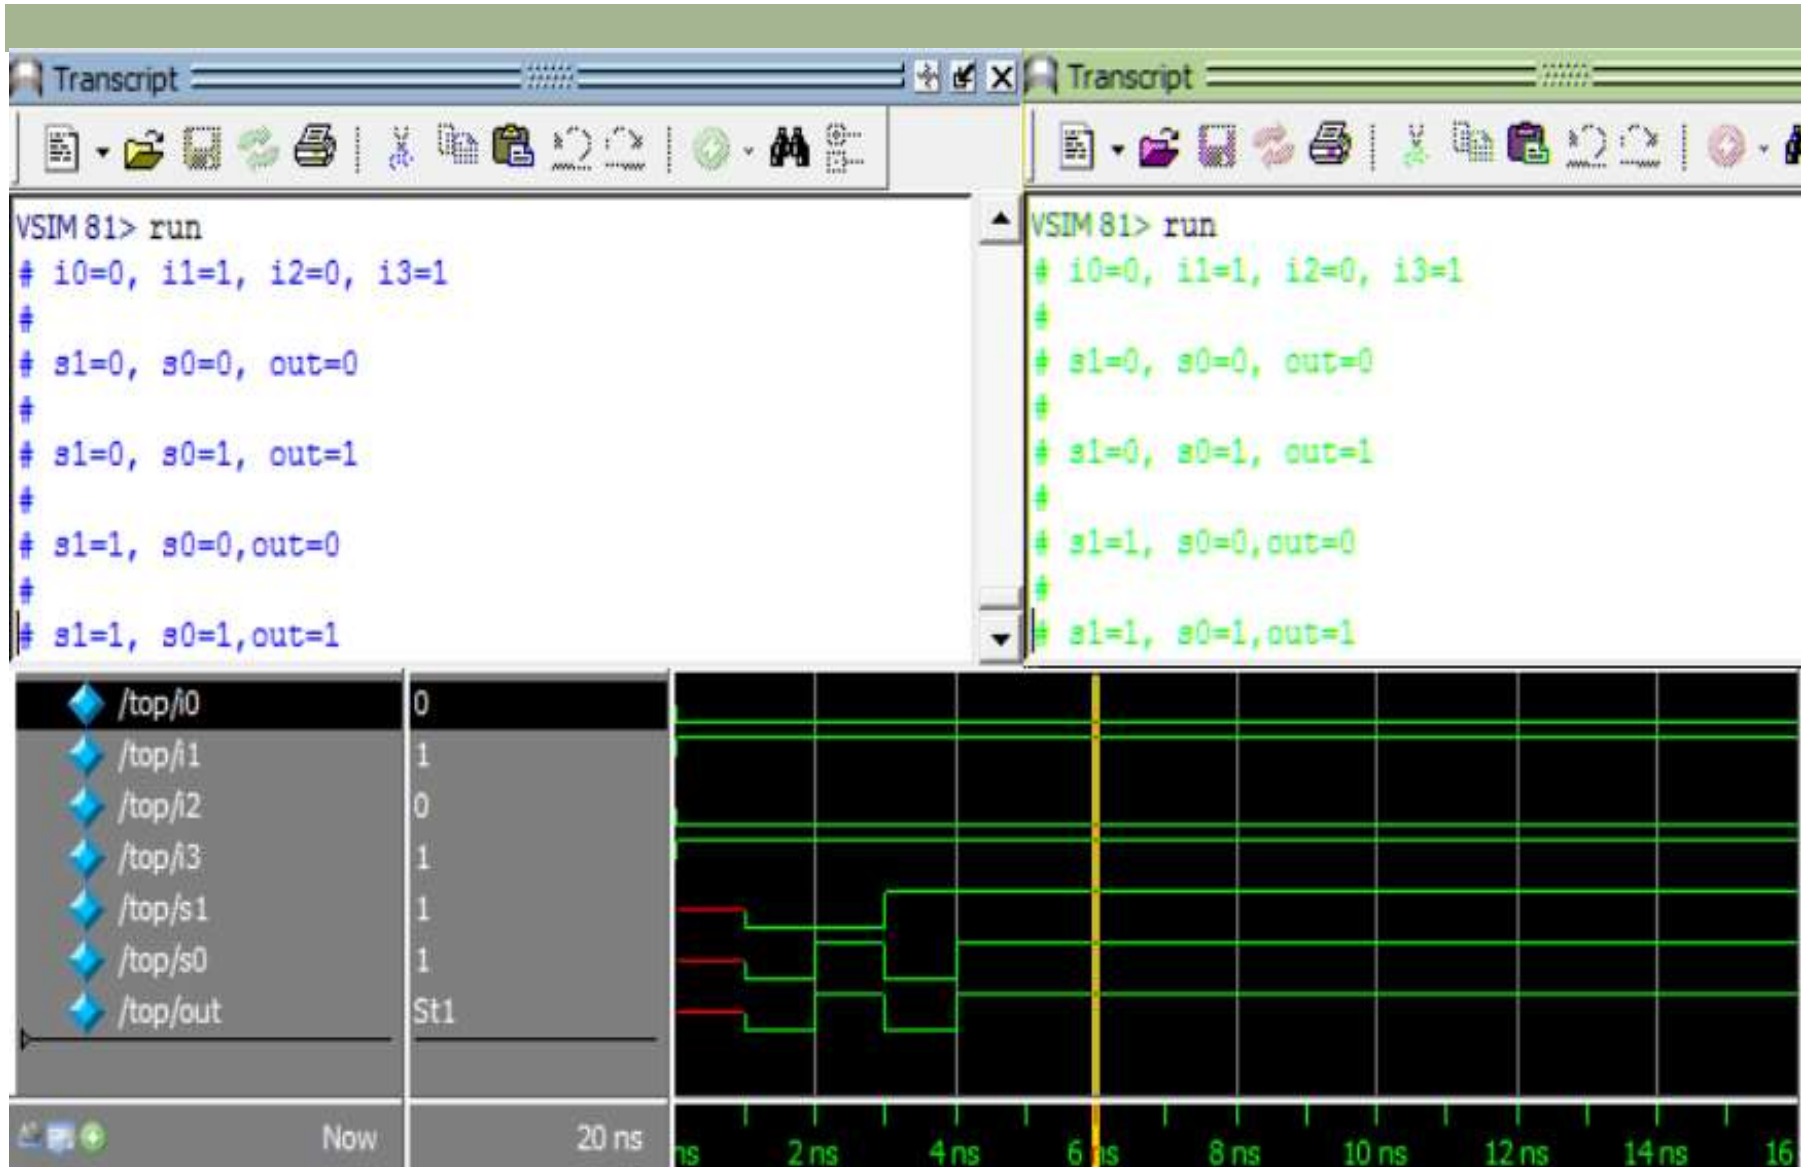 Transcript
VSIM 81> run
# i0=0, i1=1, i2=0, i3=1
#
# s1=0, s0=0, out=0
#
# s1=0, s0=1, out=1
#
# s1=1, s0=0,out=0
#
# s1=1, s0=1,out=1
Transcript
VSIM 81> run
# i0=0, i1=1, i2=0, i3=1
#
# s1=0, s0=0, out=0
#
# s1=0, s0=1, out=1
#
# s1=1, s0=0,out=0
#
# s1=1, s0=1,out=1
/top/i0 0
/top/i1 1
/top/i2 0
/top/i3 1
/top/s1 1
/top/s0 1
/top/out St1
Now 20 ns ns 2 ns 4 ns 6 ns 8 ns 10 ns 12 ns 14 ns 16